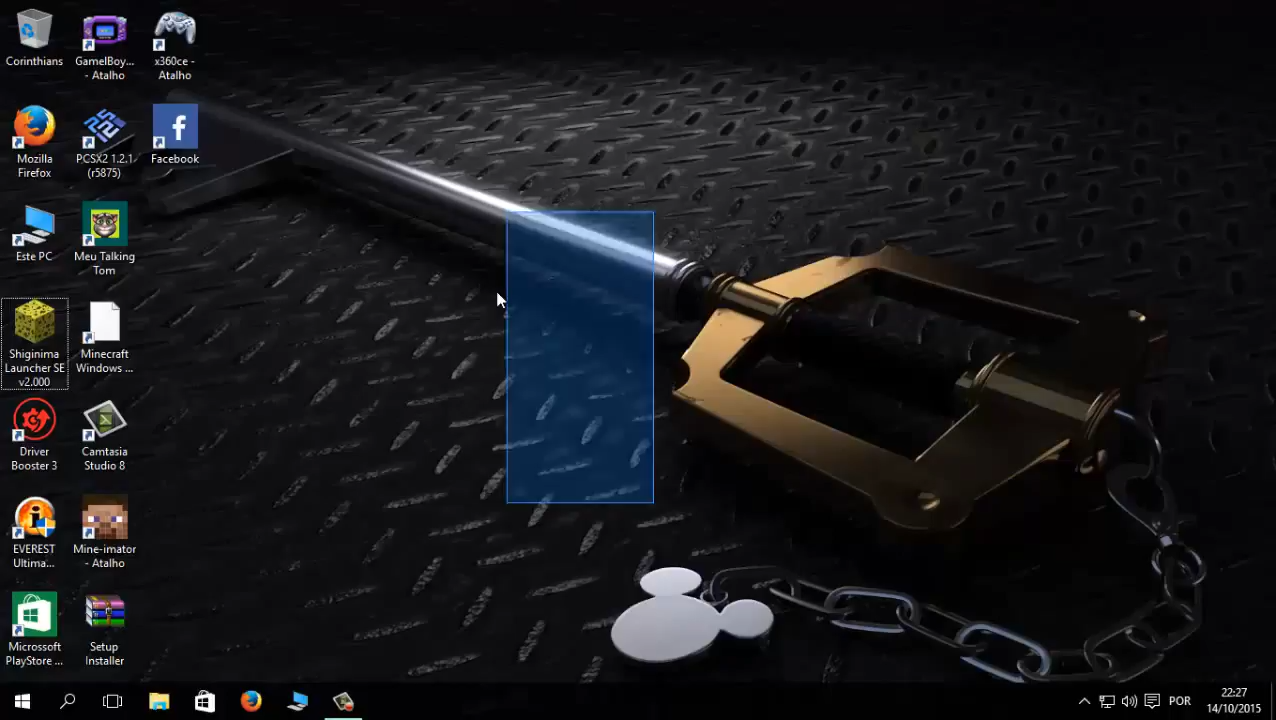 Corinthians
GamelBoy...
- Atalho
x360ce -
Atalho
Mozilla
Firefox
PCSX2 1.2.1
(r5875)
Facebook
Este PC
Meu Talking
Tom
Shiginima
Launcher SE
v2.000
Minecraft
Windows ...
Driver
Booster 3
Camtasia
Studio 8
EVEREST
Ultima...
Mine-imator
- Atalho
Microsoft
PlayStore ...
Setup
Installer
POR
22:27
14/10/2015